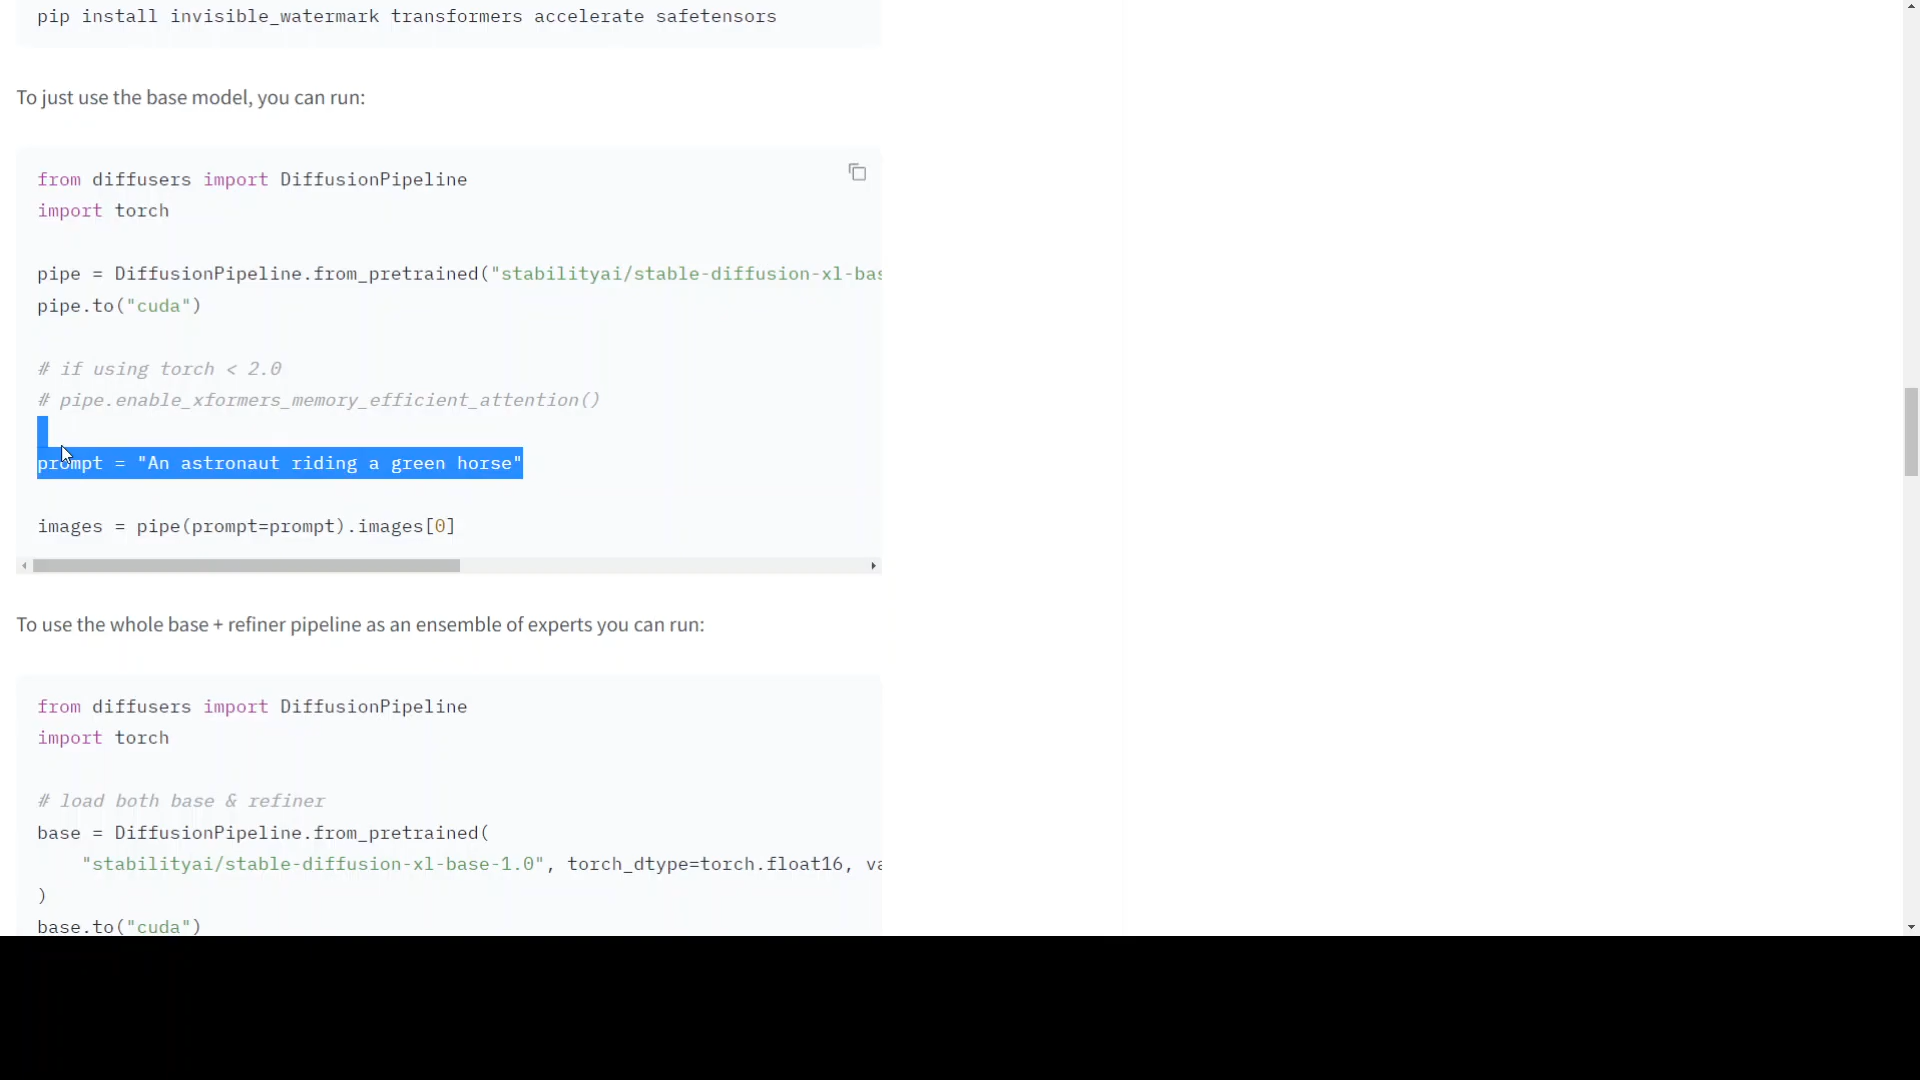 pip install invisible_watermark transformers accelerate safetensors
To just use the base model, you can run:
from diffusers import DiffusionPipeline
import torch
pipe = DiffusionPipeline.from_pretrained("stabilityai/stable-diffusion-xl-bas
pipe.to("cuda")
# if using torch < 2.0
# pipe.enable_xformers_memory_efficient_attention()
prompt = "An astronaut riding a green horse"
images = pipe(prompt=prompt).images[0]
To use the whole base + refiner pipeline as an ensemble of experts you can run:
from diffusers import DiffusionPipeline
import torch
# load both base & refiner
base = DiffusionPipeline.from_pretrained(
    "stabilityai/stable-diffusion-xl-base-1.0", torch_dtype=torch.float16, va
)
base.to("cuda")